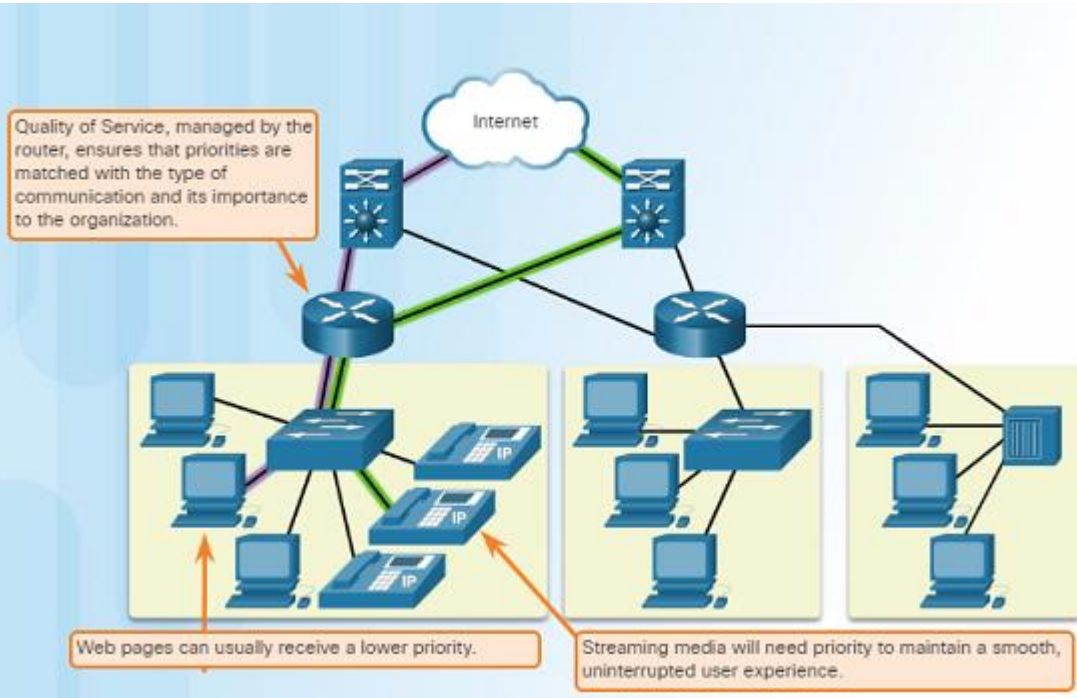 Internet
Quality of Service, managed by the
router, ensures that priorities are
matched with the type of
communication and its importance
to the organization.
IP
IP
IP
Web pages can usually receive a lower priority.
Streaming media will need priority to maintain a smooth,
uninterrupted user experience.